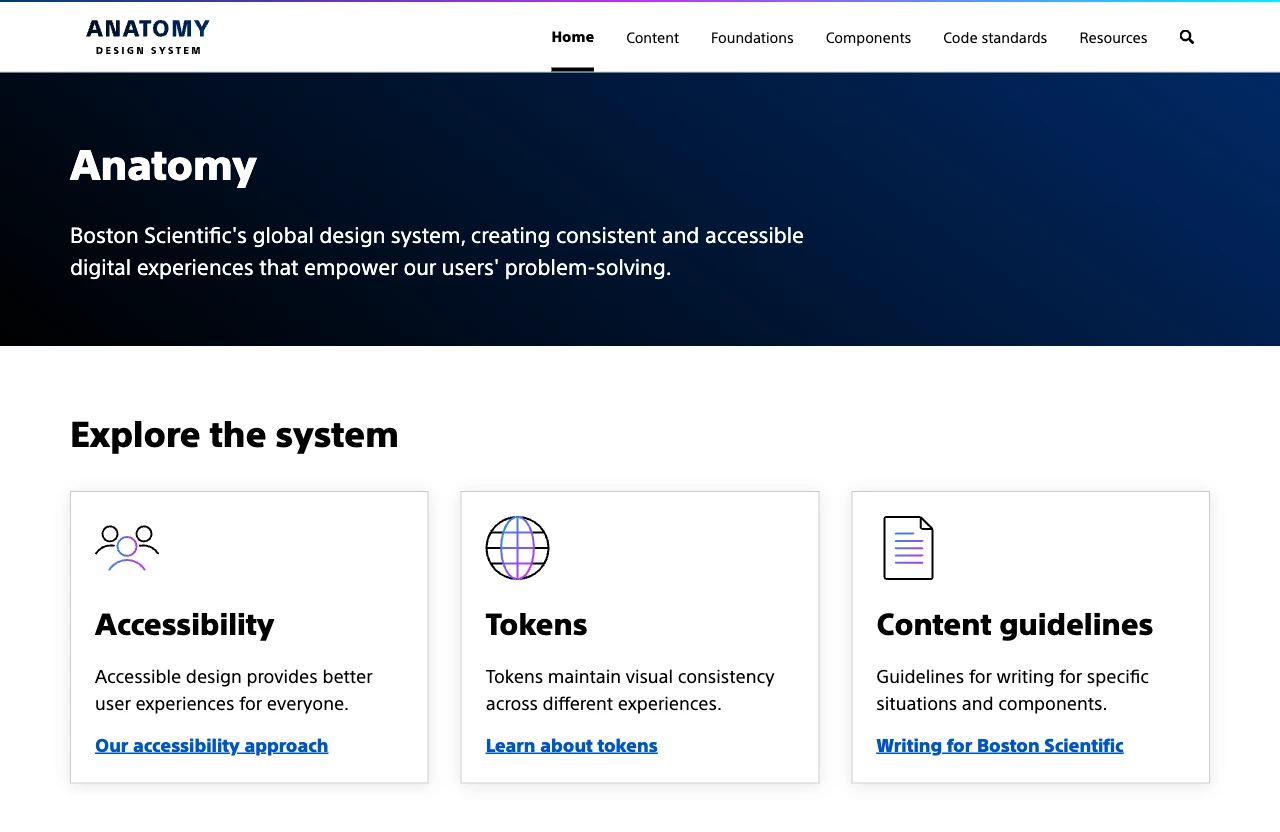 ANATOMY
DESIGN SYSTEM
Home Content Foundations Components Code standards Resources
Anatomy
Boston Scientific's global design system, creating consistent and accessible
digital experiences that empower our users' problem-solving.
Explore the system
Accessibility
Accessible design provides better
user experiences for everyone.
Our accessibility approach
Tokens
Tokens maintain visual consistency
across different experiences.
Learn about tokens
Content guidelines
Guidelines for writing for specific
situations and components.
Writing for Boston Scientific